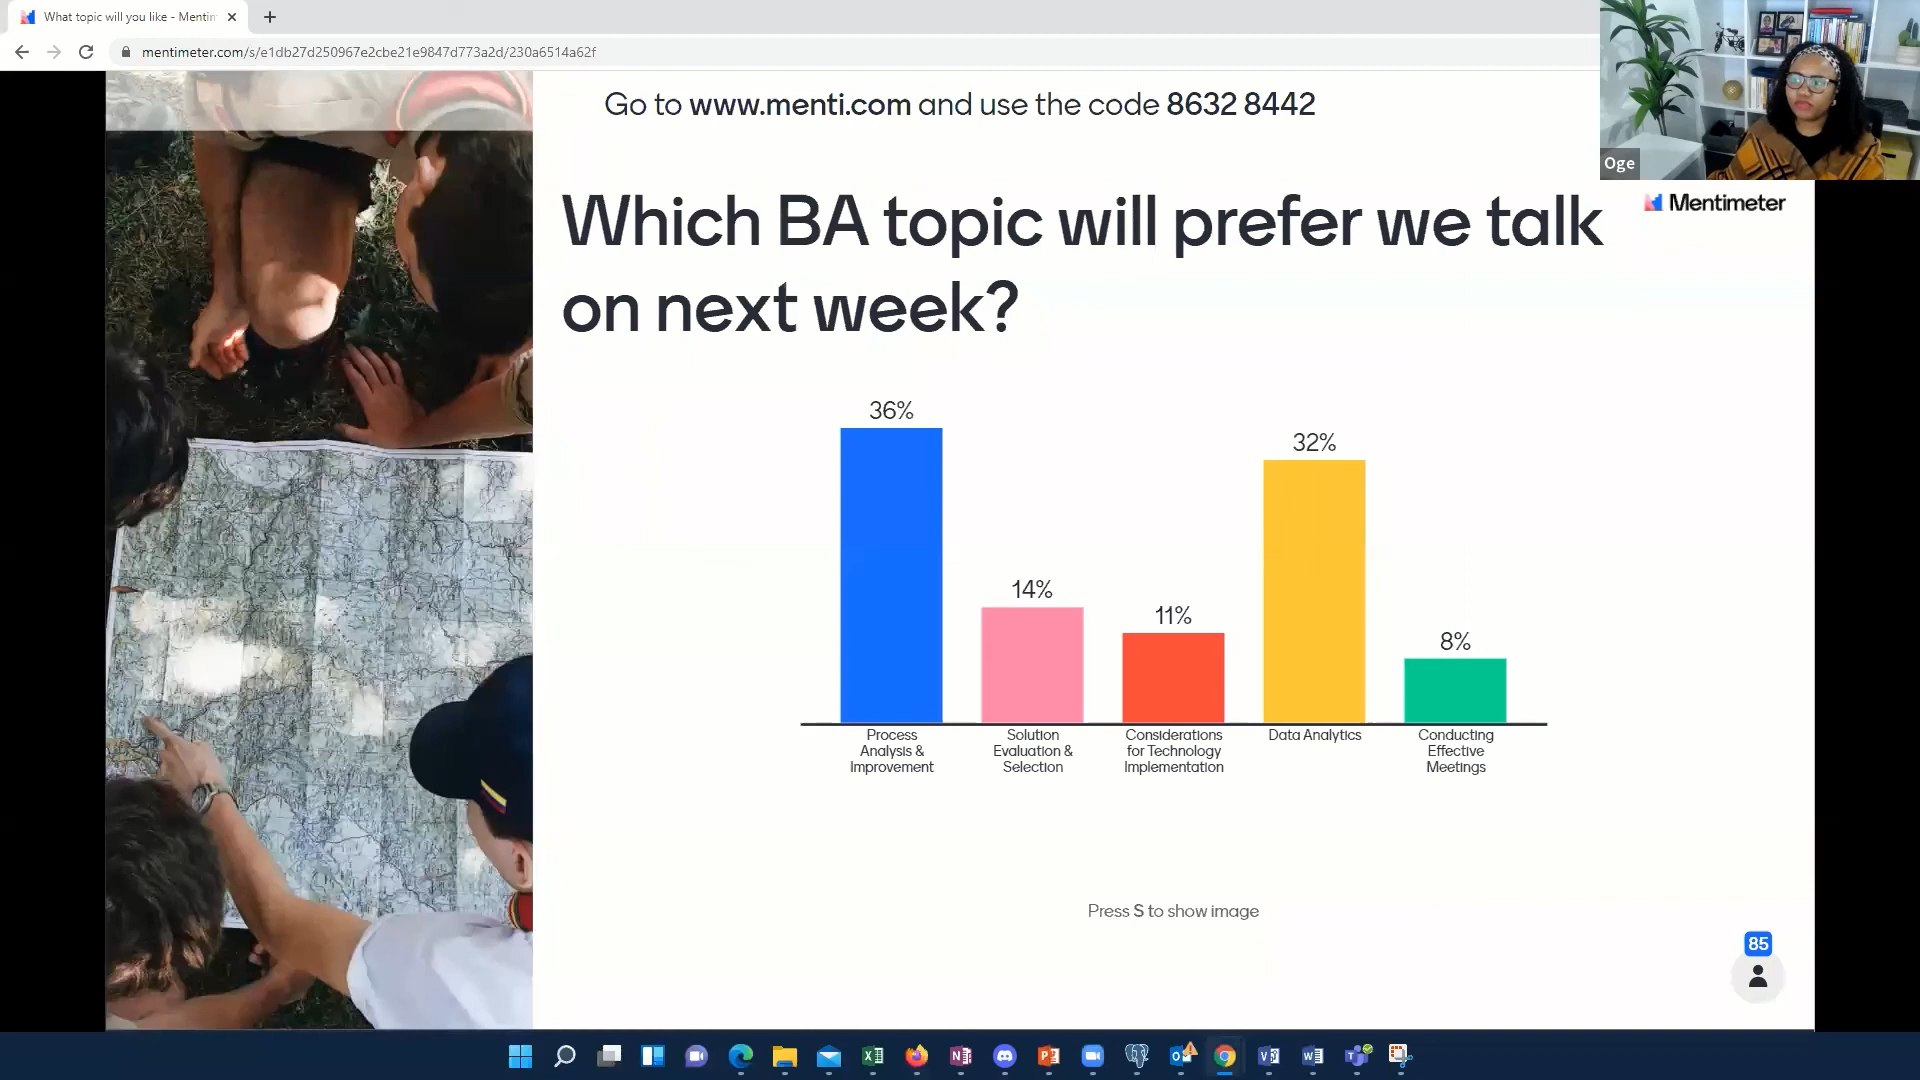 What topic will you like - Mentim
mentimeter.com/s/e1db27d250967e2cbe21e9847d773a2d/230a6514a62f
Go to www.menti.com and use the code 8632 8442
Oge
Mentimeter
Which BA topic will prefer we talk
on next week?
36%
14%
11%
32%
8%
Process
Analysis &
Improvement
Solution
Evaluation &
Selection
Considerations
for Technology
Implementation
Data Analytics
Conducting
Effective
Meetings
Press S to show image
85